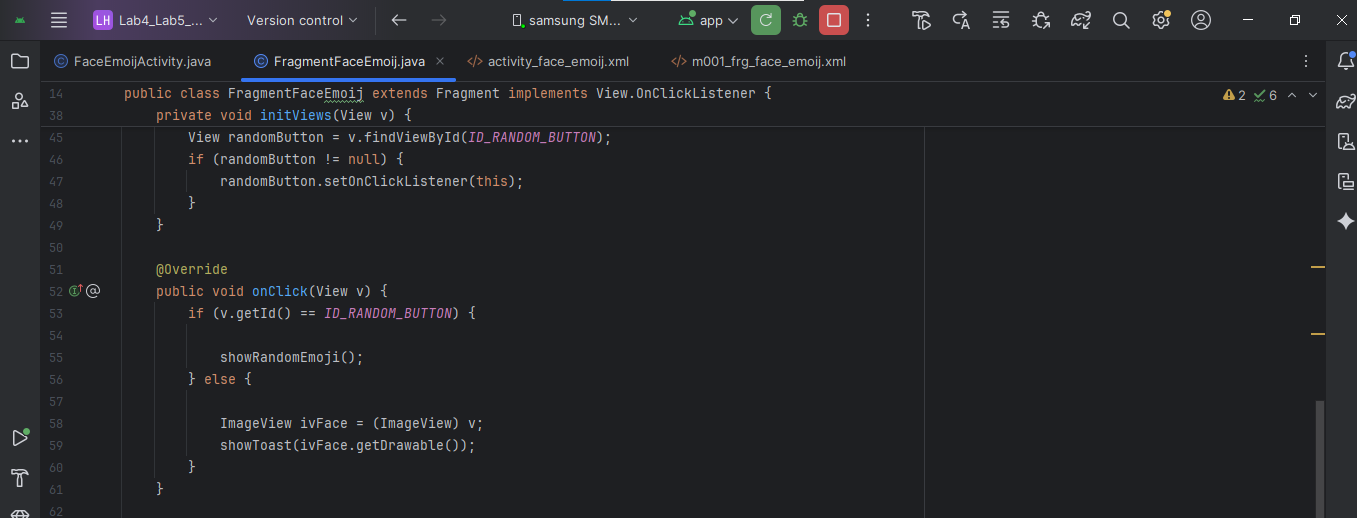 LH Lab4_Lab5_... Version control samsung SM... app
FaceEmoijActivity.java FragmentFaceEmoij.java activity_face_emoij.xml m001_frg_face_emoij.xml
14 public class FragmentFaceEmoij extends Fragment implements View.OnClickListener { 2 6
38 private void initViews(View v) {
45 View randomButton = v.findViewById(ID_RANDOM_BUTTON);
46 if (randomButton != null) {
47 randomButton.setOnClickListener(this);
48 }
49 }
50
51 @Override
52 public void onClick(View v) {
53 if (v.getId() == ID_RANDOM_BUTTON) {
54
55 showRandomEmoji();
56 } else {
57
58 ImageView ivFace = (ImageView) v;
59 showToast(ivFace.getDrawable());
60 }
61 }
62